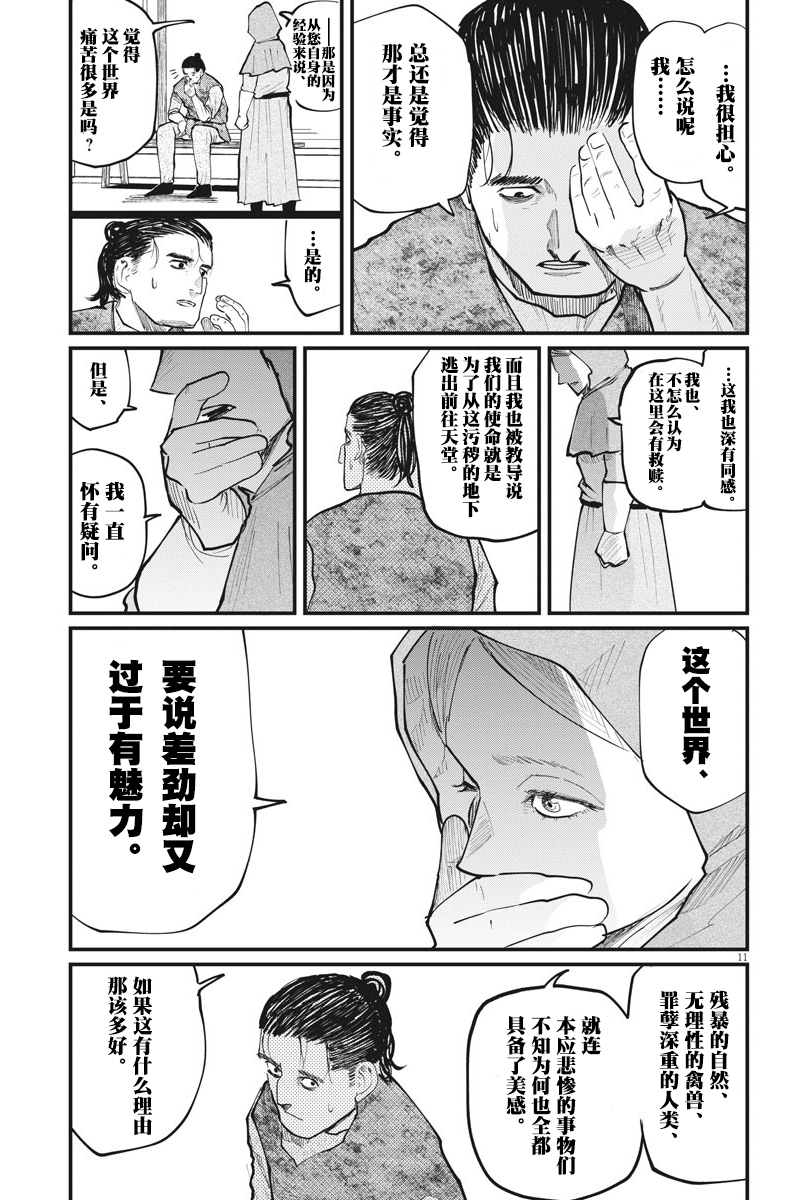 …我很担心。
怎么说呢
我……
总还是觉得
那才是事实。
——那是因为
从您自身的
经验来说、
觉得
这个世界
痛苦很多是吗？
…是的。
…这我也深有同感。
我也、
不怎么认为
在这里会有救赎。
而且我也被教导说
我们的使命就是
为了从这污秽的地下
逃出前往天堂。
但是、
我一直
怀有疑问。
这个世界、
要说差劲却又
过于有魅力。
11
残暴的自然、
无理性的禽兽、
罪孽深重的人类、
就连
本应悲惨的事物们
不知为何也全都
具备了美感。
如果这有什么理由
那该多好。